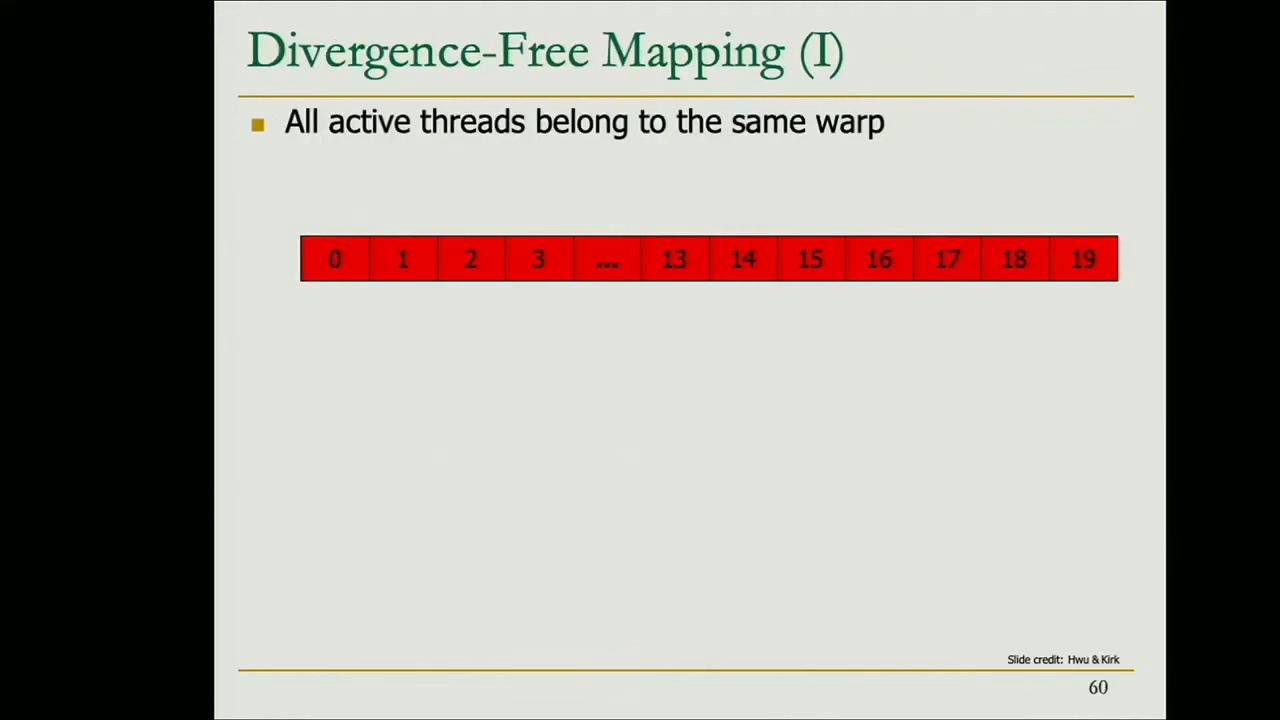 Divergence-Free Mapping (I)
All active threads belong to the same warp
0 1 2 3 ... 13 14 15 16 17 18 19
Slide credit: Hwu & Kirk
60